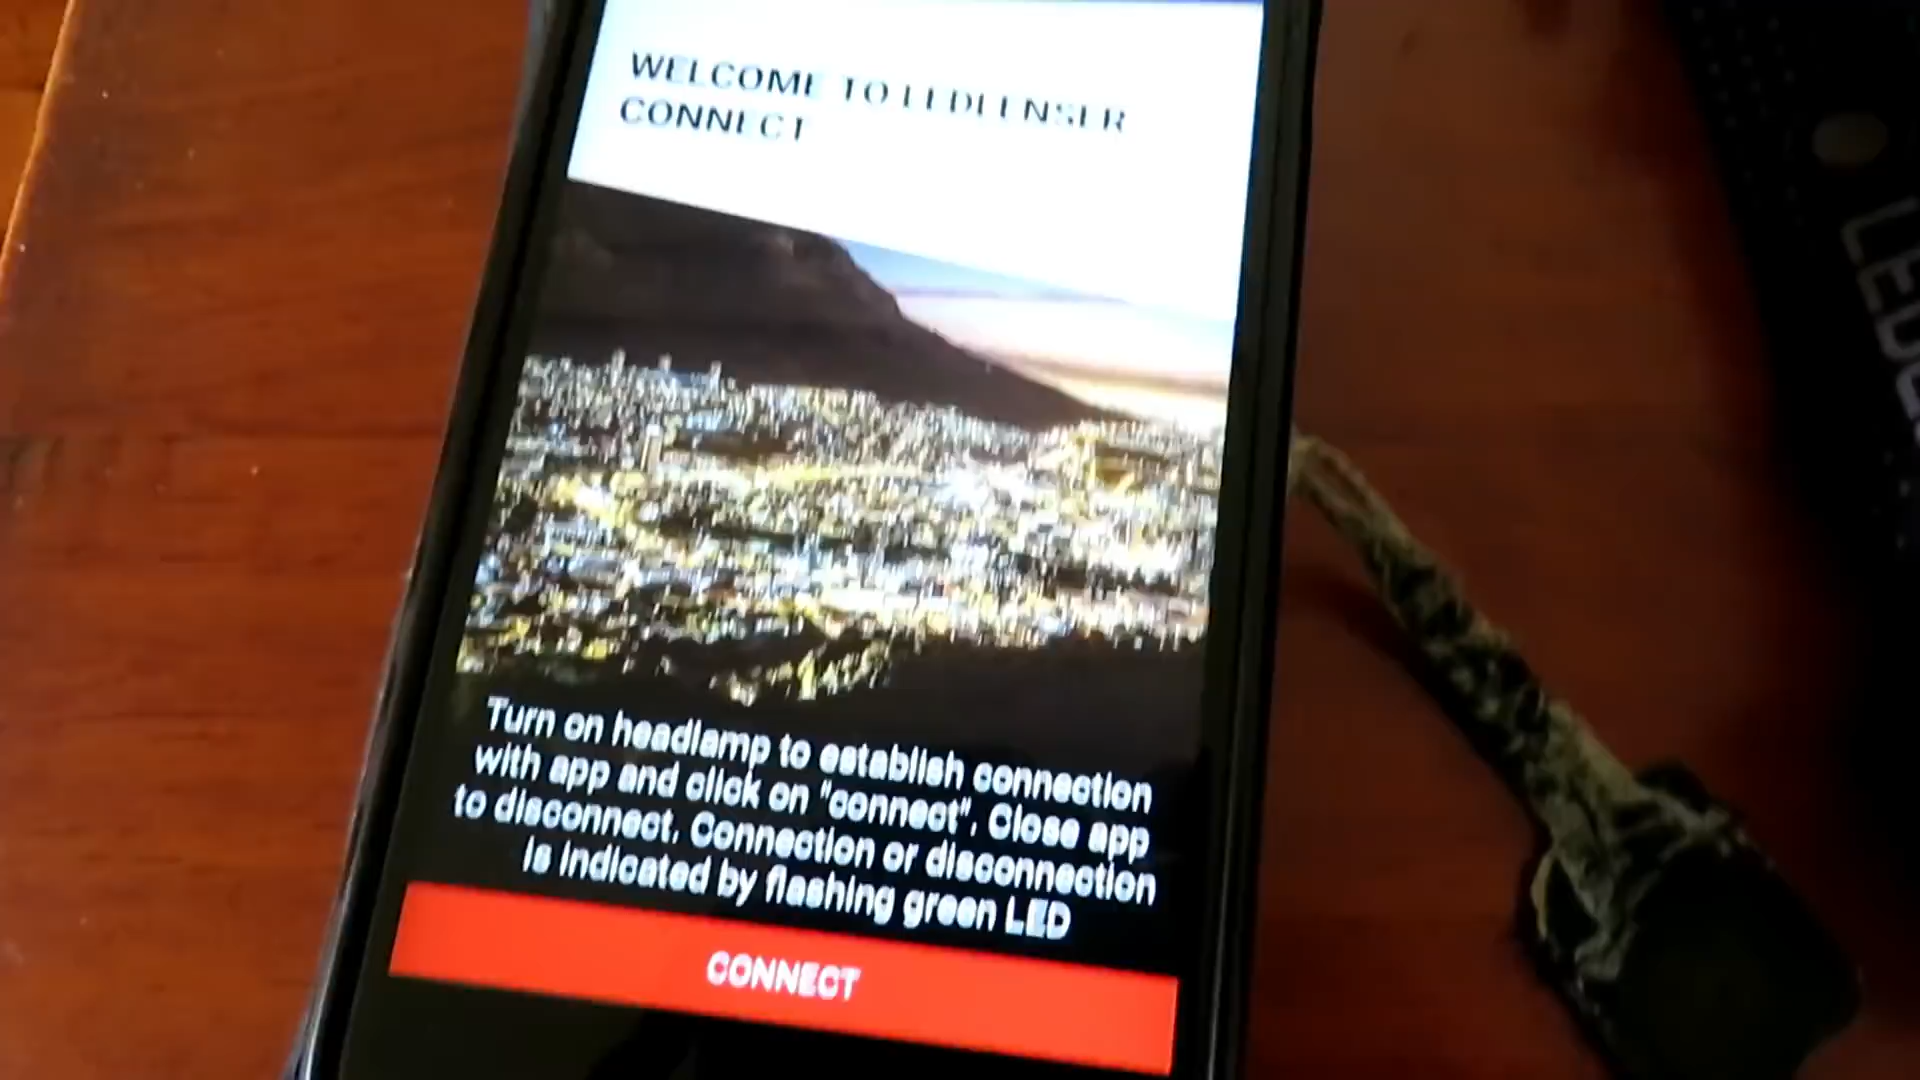 WELCOME TO LEDLENSER
CONNECT
Turn on headlamp to establish connection
with app and click on "connect". Close app
to disconnect. Connection or disconnection
is indicated by flashing green LED
CONNECT